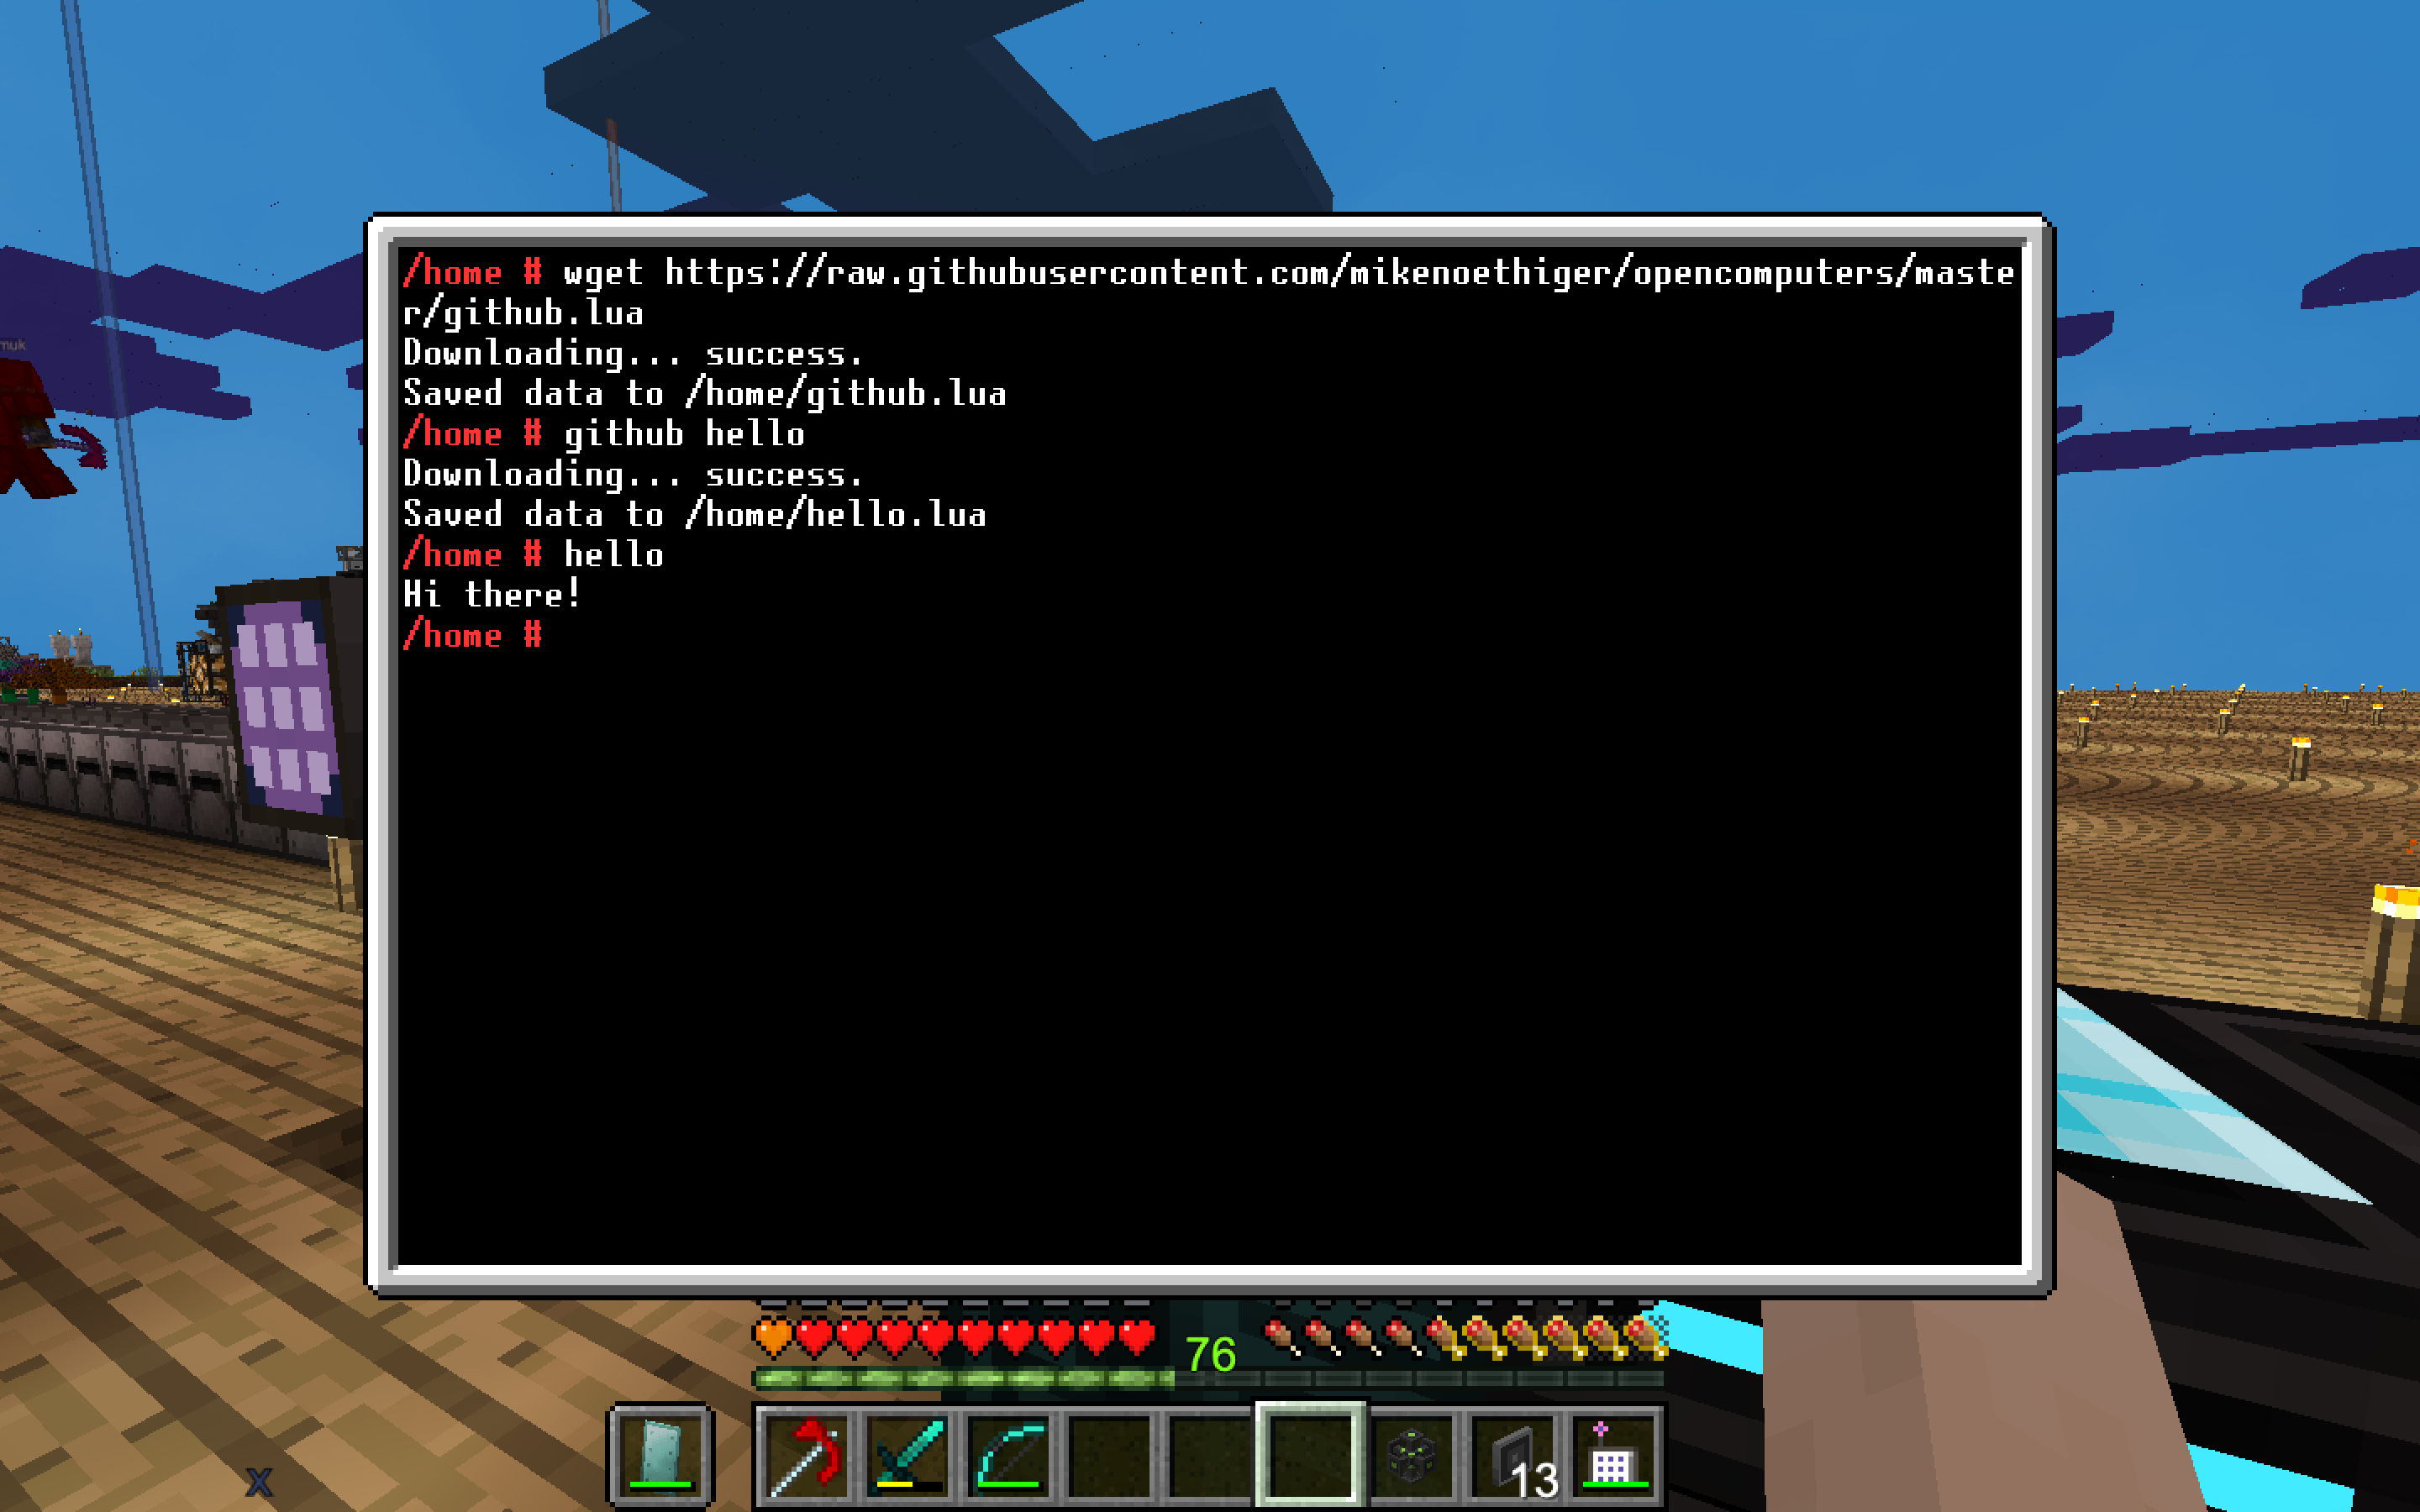 /home # wget https://raw.githubusercontent.com/mikenoethiger/opencomputers/maste
r/github.lua
Downloading... success.
Saved data to /home/github.lua
/home # github hello
Downloading... success.
Saved data to /home/hello.lua
/home # hello
Hi there!
/home #
muk
76
13
X